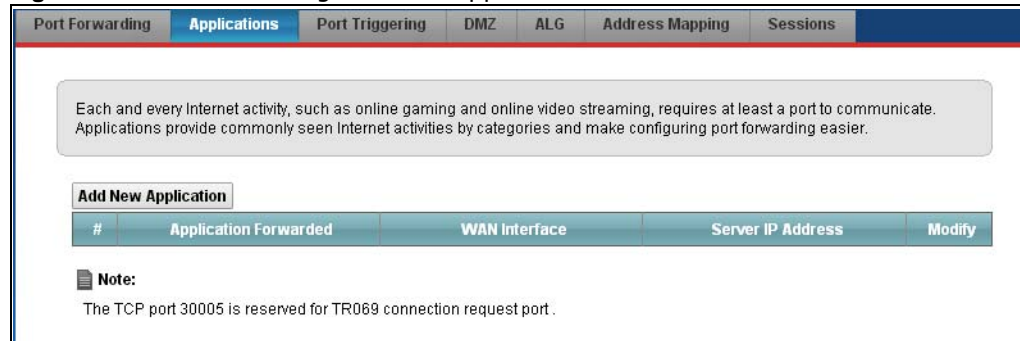 Port Forwarding Applications Port Triggering DMZ ALG Address Mapping Sessions
Each and every Internet activity, such as online gaming and online video streaming, requires at least a port to communicate.
Applications provide commonly seen Internet activities by categories and make configuring port forwarding easier.
Add New Application
# Application Forwarded WAN Interface Server IP Address Modify
Note:
The TCP port 30005 is reserved for TR069 connection request port .